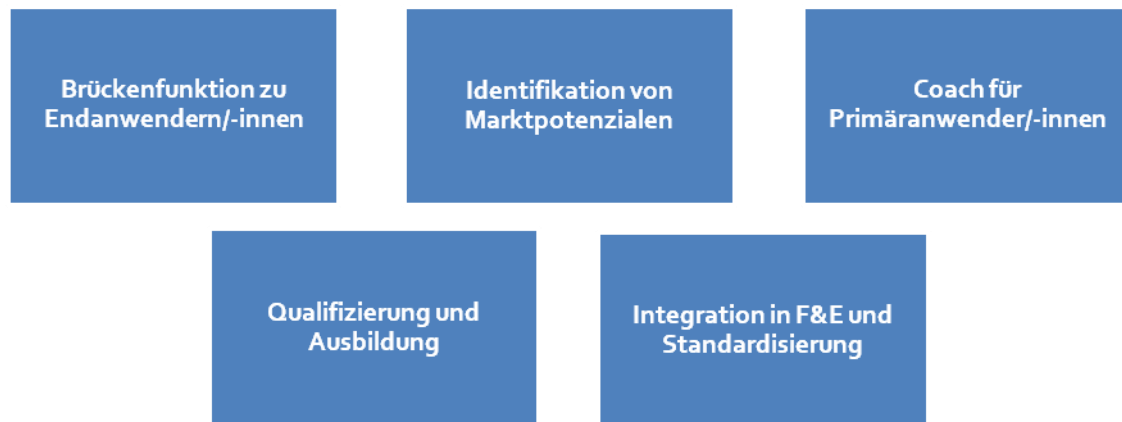 Brückenfunktion zu
Endanwendern/-innen
Identifikation von
Marktpotenzialen
Coach für
Primäranwender/-innen
Qualifizierung und
Ausbildung
Integration in F&E und
Standardisierung